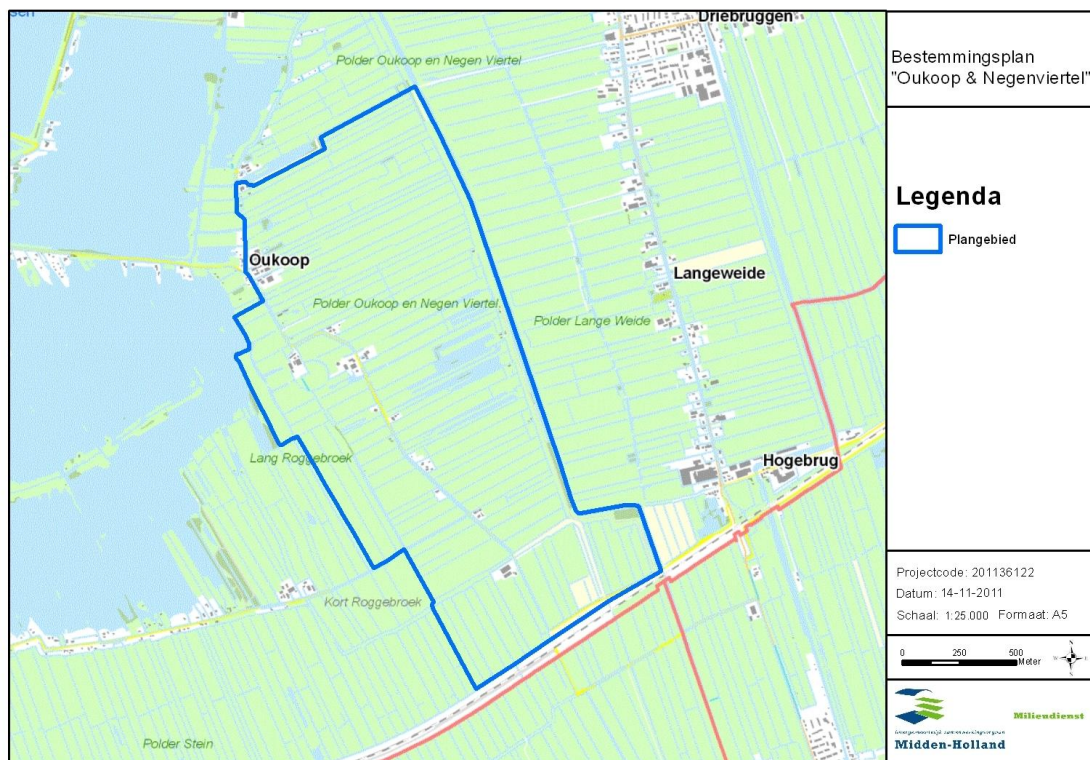 Driebruggen
Polder Oukoop en Negen Viertel
Oukoop
Langeweide
Polder Oukoop en Negen Viertel
Polder Lange Weide
Lang Roggebroek
Hogebrug
Kort Roggebroek
Polder Stein
Bestemmingsplan
"Oukoop & Negenviertel"
Legenda
Plangebied
Projectcode: 201136122
Datum: 14-11-2011
Schaal: 1:25.000 Formaat: A5
0 250 500
Meter
Milieudienst
Midden-Holland